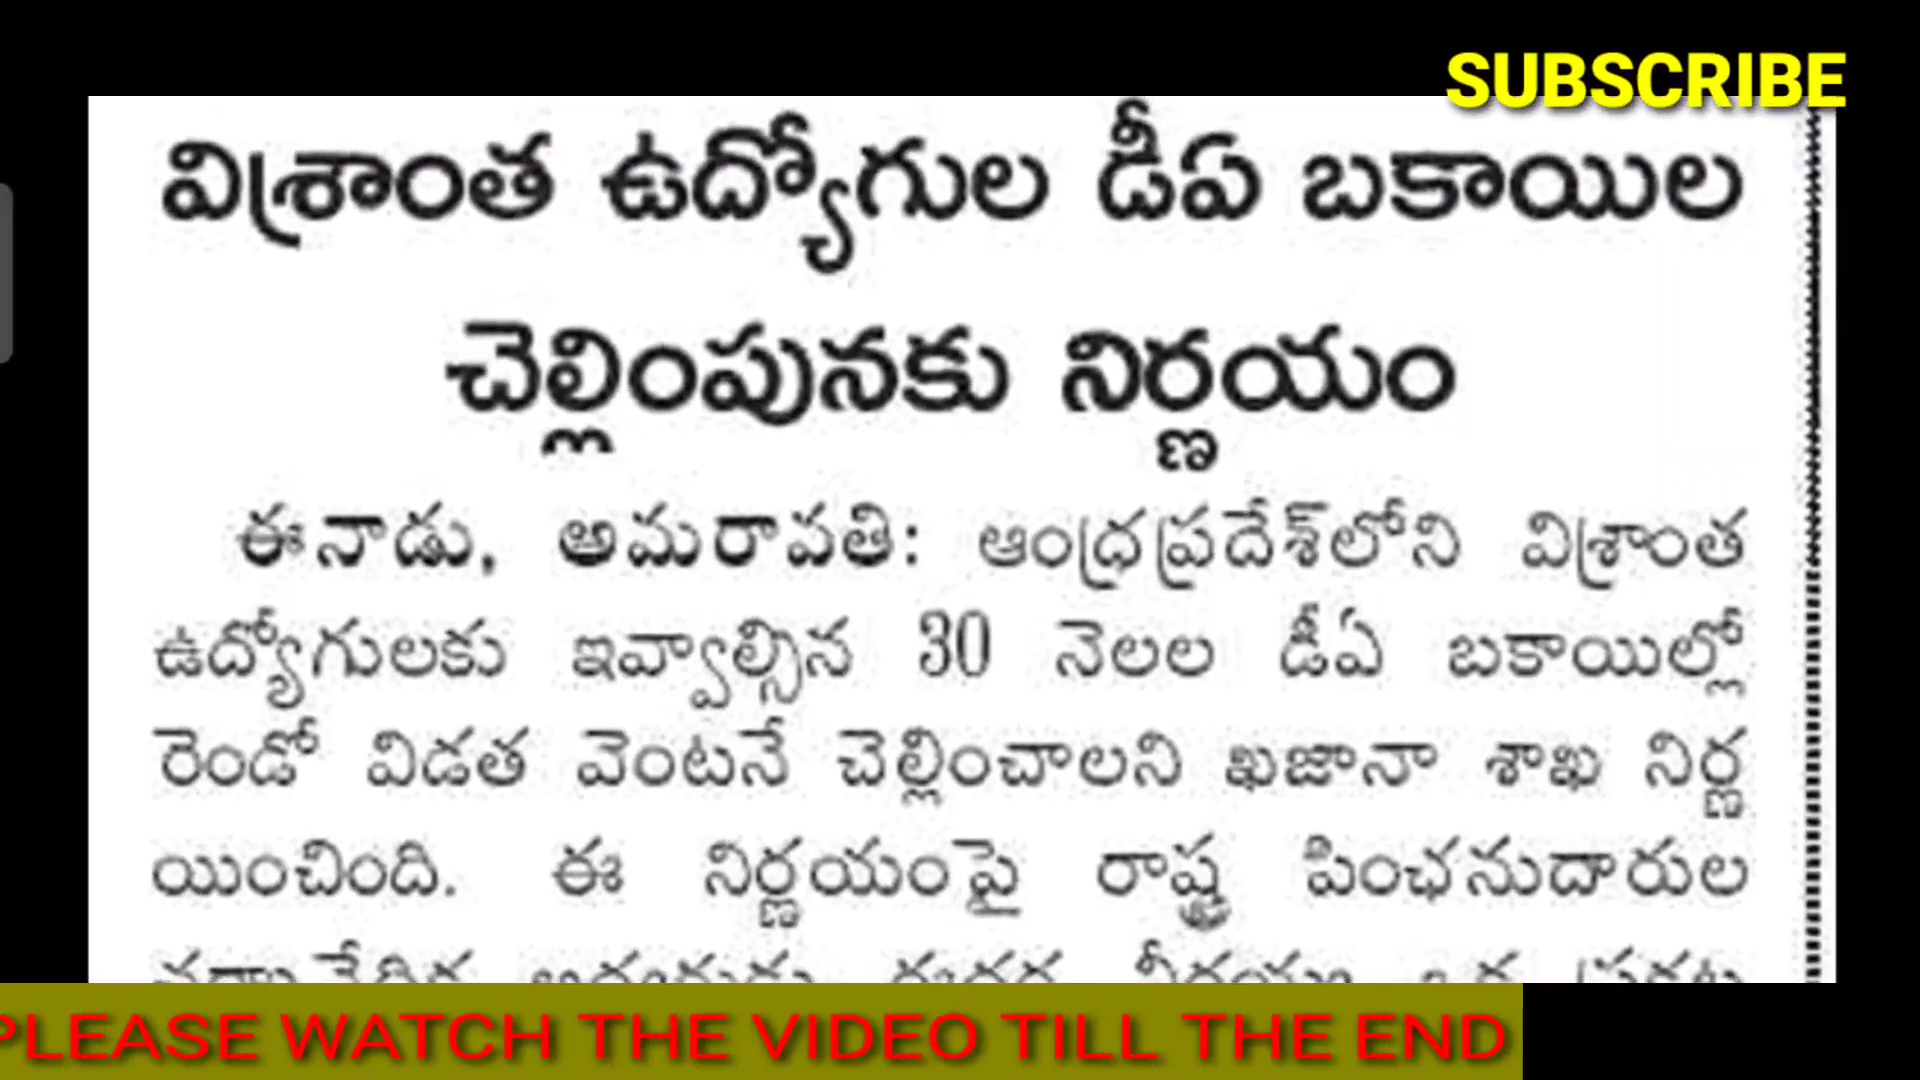 SUBSCRIBE
విశ్రాంత ఉద్యోగుల డీఏ బకాయిల
చెల్లింపునకు నిర్ణయం
ఈనాడు, అమరావతి: ఆంధ్రప్రదేశ్‌లోని విశ్రాంత
ఉద్యోగులకు ఇవ్వాల్సిన 30 నెలల డీఏ బకాయిల్లో
రెండో విడత వెంటనే చెల్లించాలని ఖజానా శాఖ నిర్ణ
యించింది. ఈ నిర్ణయంపై రాష్ట్ర పింఛనుదారుల
PLEASE WATCH THE VIDEO TILL THE END